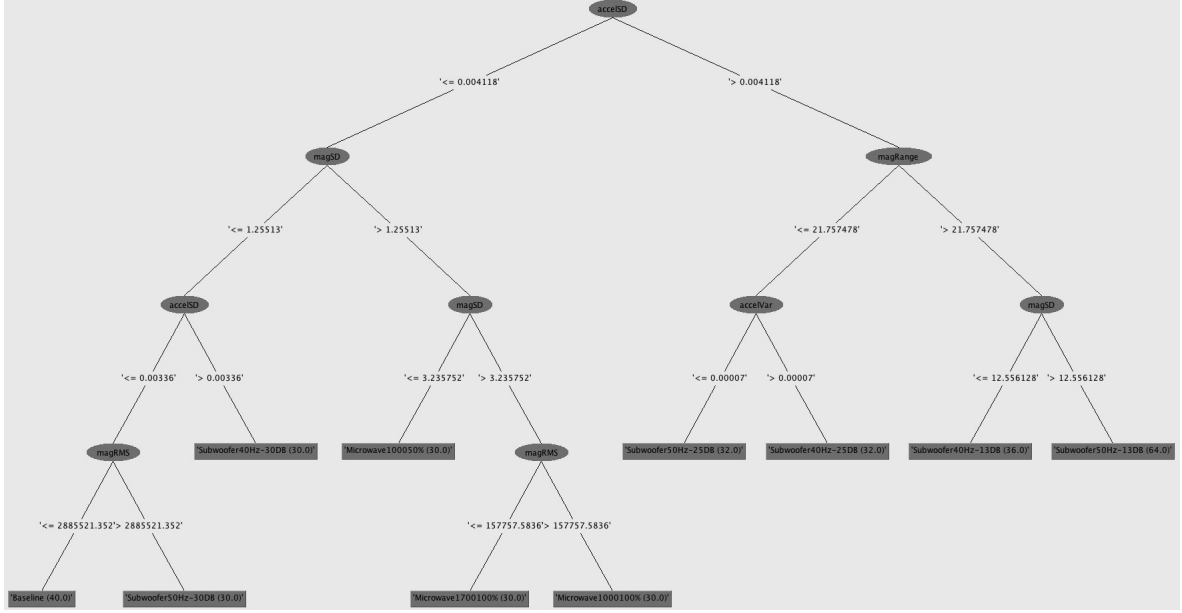 accelSD
'<= 0.004118' '> 0.004118'
magSD magRange
'<= 1.25513' '> 1.25513' '<= 21.757478' '> 21.757478'
accelSD magSD accelVar magSD
'<= 0.00336' '> 0.00336' '<= 3.235752' '> 3.235752' '<= 0.00007' '> 0.00007' '<= 12.556128' '> 12.556128'
magRMS 'Subwoofer40Hz-30DB (30.0)' 'Microwave100050% (30.0)' magRMS 'Subwoofer50Hz-25DB (32.0)' 'Subwoofer40Hz-25DB (32.0)' 'Subwoofer40Hz-13DB (36.0)' 'Subwoofer50Hz-13DB (64.0)'
'<= 2885521.352' '> 2885521.352' '<= 157757.5836' '> 157757.5836'
'Baseline (40.0)' 'Subwoofer50Hz-30DB (30.0)' 'Microwave1700100% (30.0)' 'Microwave1000100% (30.0)'